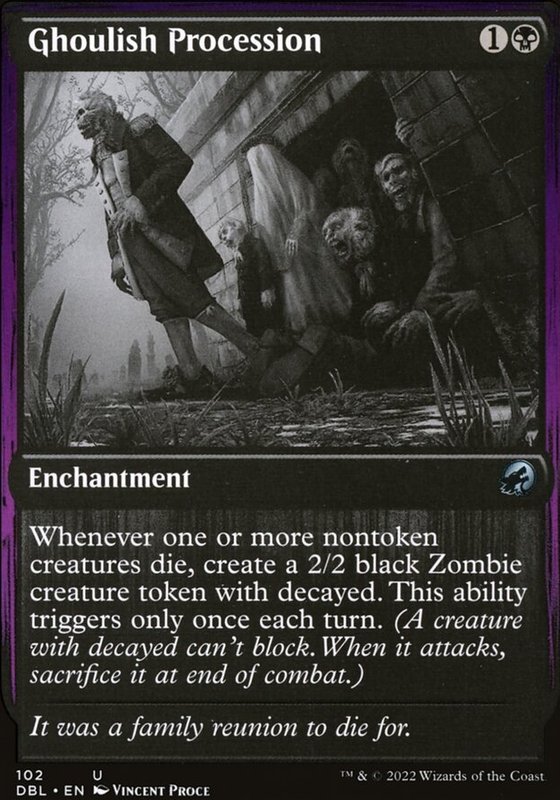 Ghoulish Procession 1
Enchantment
Whenever one or more nontoken
creatures die, create a 2/2 black Zombie
creature token with decayed. This ability
triggers only once each turn. (A creature
with decayed can't block. When it attacks,
sacrifice it at end of combat.)
It was a family reunion to die for.
102 U
DBL • EN Vincent Proce
™ & © 2022 Wizards of the Coast.